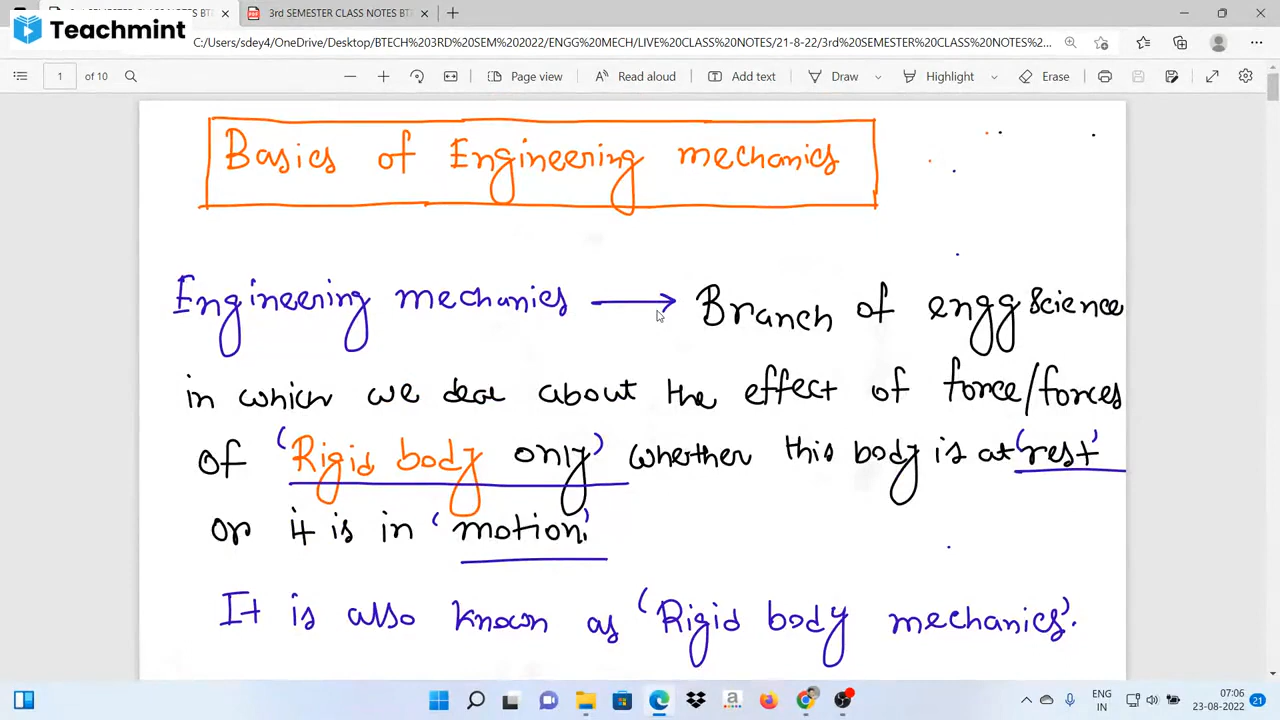 3rd SEMESTER CLASS NOTES BT
Teachmint
C:/Users/sdey4/OneDrive/Desktop/BTECH%203RD%20SEM%202022/ENGG%20MECH/LIVE%20CLASS%20NOTES/21-8-22/3rd%20SEMESTER%20CLASS%20NOTES%...
1 of 10 Page view Read aloud Add text Draw Highlight Erase
Basics of Engineering mechanics
Engineering mechanics → Branch of engg Science
in which we deal about the effect of force/forces
of 'Rigid body only' whether this body is at 'rest'
or it is in 'motion.'
It is also known as 'Rigid body mechanics'.
ENG 07:06
IN 23-08-2022 21